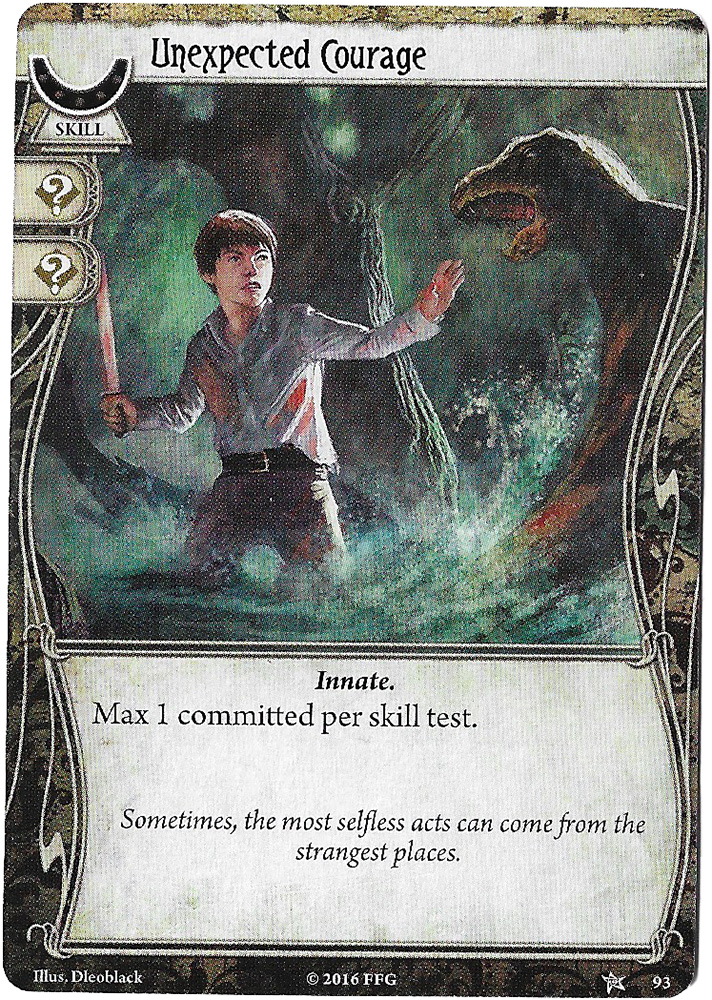 Unexpected Courage
SKILL
?
?
Innate.
Max 1 committed per skill test.
Sometimes, the most selfless acts can come from the
strangest places.
Illus. Dleoblack
© 2016 FFG
93